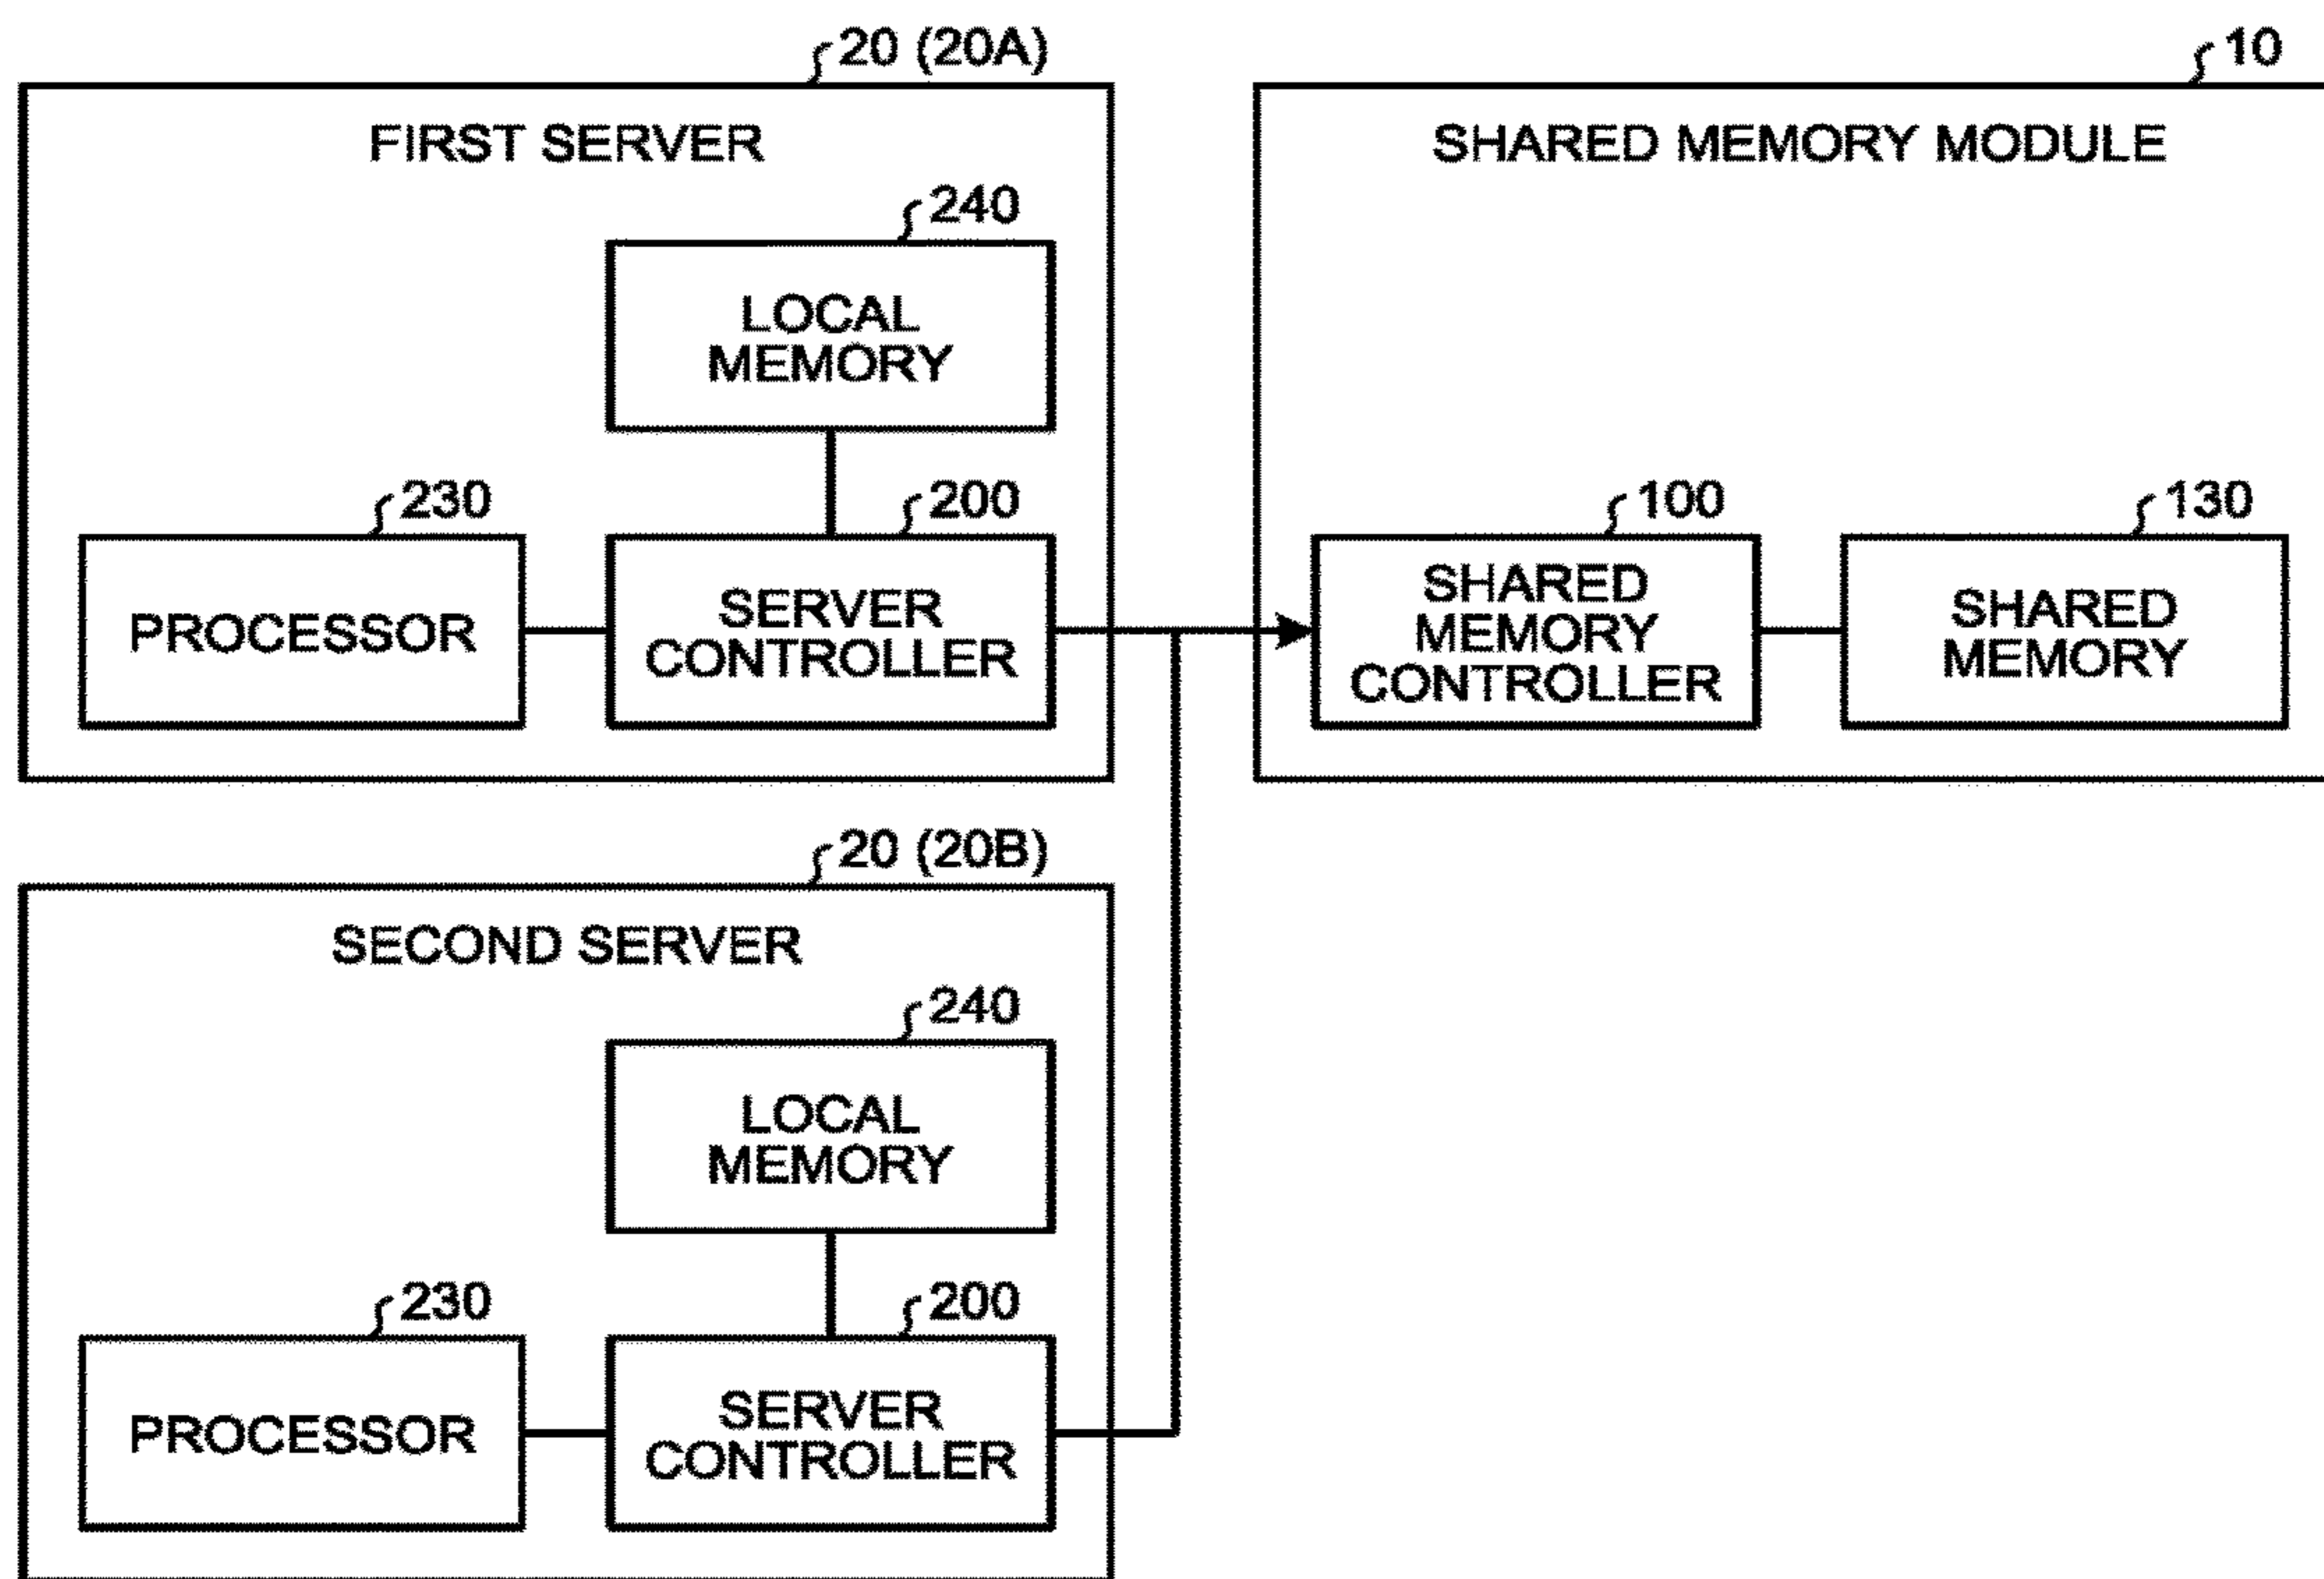 20 (20A)
FIRST SERVER
240
LOCAL
MEMORY
230
PROCESSOR
200
SERVER
CONTROLLER
10
SHARED MEMORY MODULE
100
SHARED
MEMORY
CONTROLLER
130
SHARED
MEMORY
20 (20B)
SECOND SERVER
240
LOCAL
MEMORY
230
PROCESSOR
200
SERVER
CONTROLLER